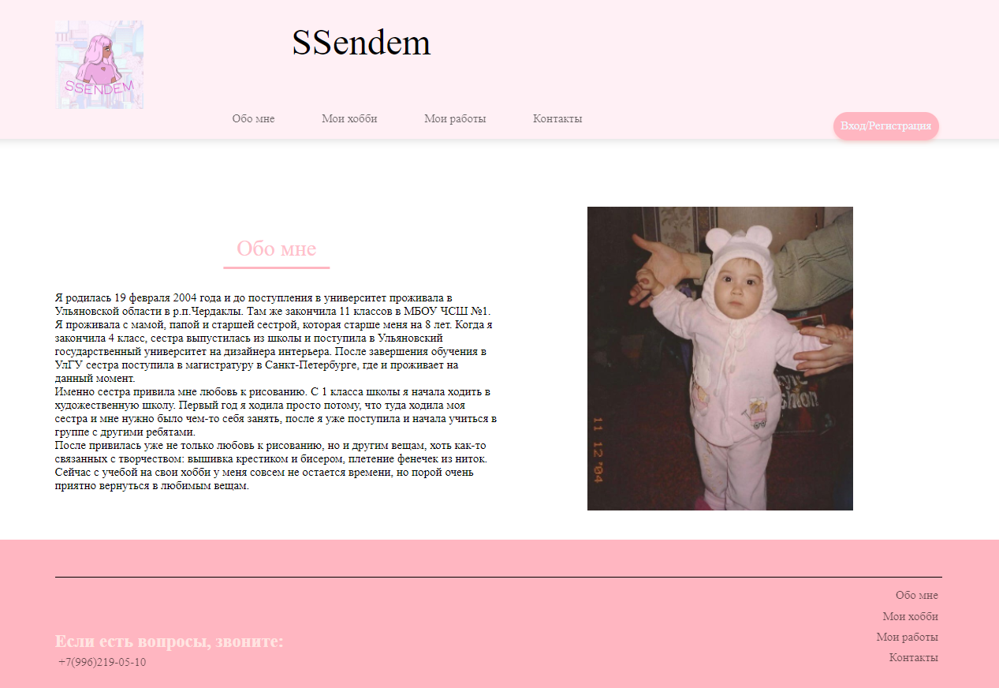 SSENDEM
SSendem
Обо мне
Мои хобби
Мои работы
Контакты
Вход/Регистрация
Обо мне
Я родилась 19 февраля 2004 года и до поступления в университет проживала в
Ульяновской области в р.п.Чердаклы. Там же закончила 11 классов в МБОУ ЧСШ №1.
Я проживала с мамой, папой и старшей сестрой, которая старше меня на 8 лет. Когда я
закончила 4 класс, сестра выпустилась из школы и поступила в Ульяновский
государственный университет на дизайнера интерьера. После завершения обучения в
УлГУ сестра поступила в магистратуру в Санкт-Петербурге, где и проживает на
данный момент.
Именно сестра привила мне любовь к рисованию. С 1 класса школы я начала ходить в
художественную школу. Первый год я ходила просто потому, что туда ходила моя
сестра и мне нужно было чем-то себя занять, после я уже поступила и начала учиться в
группе с другими ребятами.
После привилась уже не только любовь к рисованию, но и другим вещам, хоть как-то
связанных с творчеством: вышивка крестиком и бисером, плетение фенечек из ниток.
Сейчас с учебой на свои хобби у меня совсем не остается времени, но порой очень
приятно вернуться в любимым вещам.
11 12 '04
Обо мне
Мои хобби
Мои работы
Контакты
Если есть вопросы, звоните:
+7(996)219-05-10